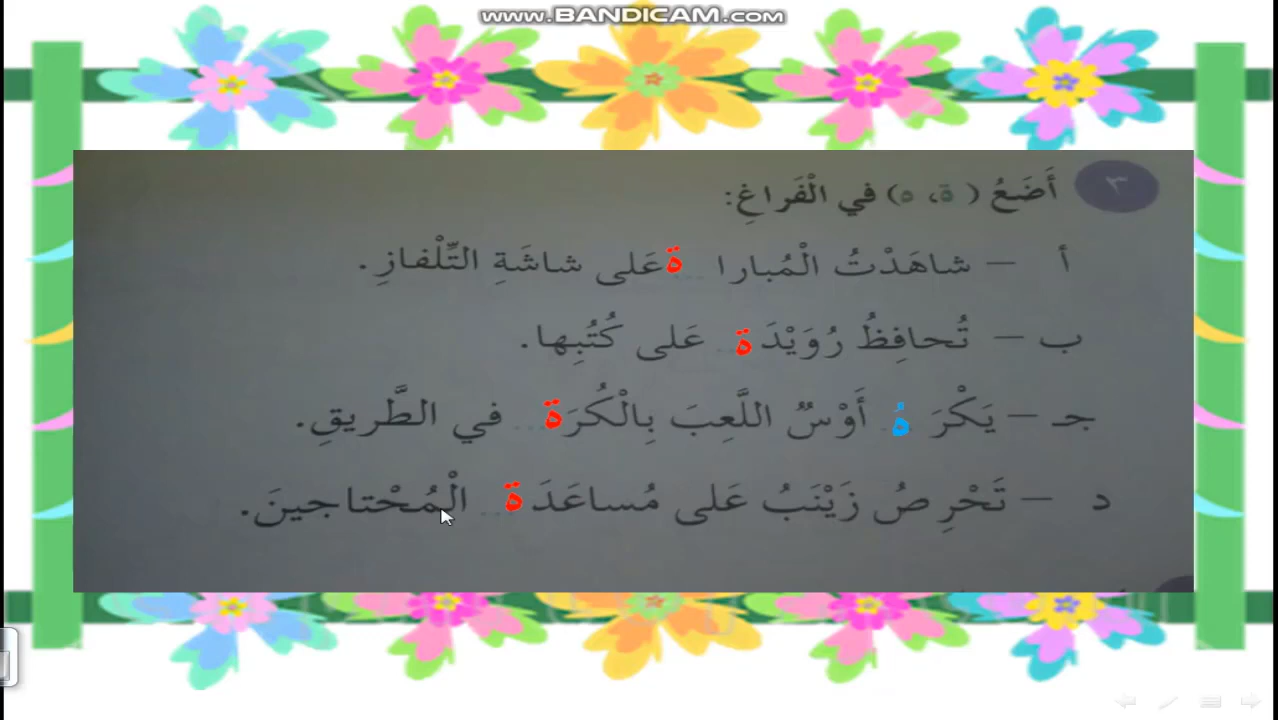 WWW.BANDICAM.COM
٣ أَضَعُ (ة، ه) في الْفَراغِ:
أ – شاهَدْتُ الْمُبارا ...ة عَلى شاشَةِ التِّلْفازِ.
ب – تُحافِظُ رُوَيْدَ ...ة عَلى كُتُبِها.
جـ – يَكْرَ هُ أَوْسٌ اللَّعِبَ بِالْكُرَ ة... في الطَّريقِ.
د – تَحْرِصُ زَيْنَبُ عَلى مُساعَدَ ة... الْمُحْتاجينَ.